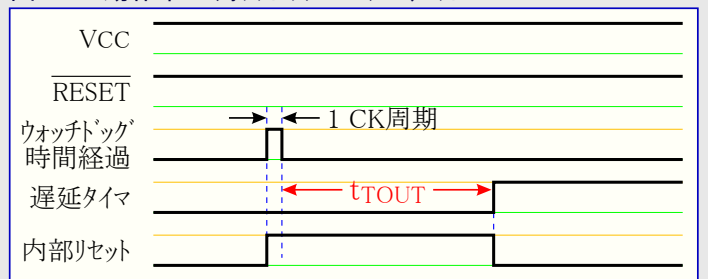 VCC
RESET
1 CK周期
ウォッチドッグ
時間経過
遅延タイマ
tTOUT
内部リセット